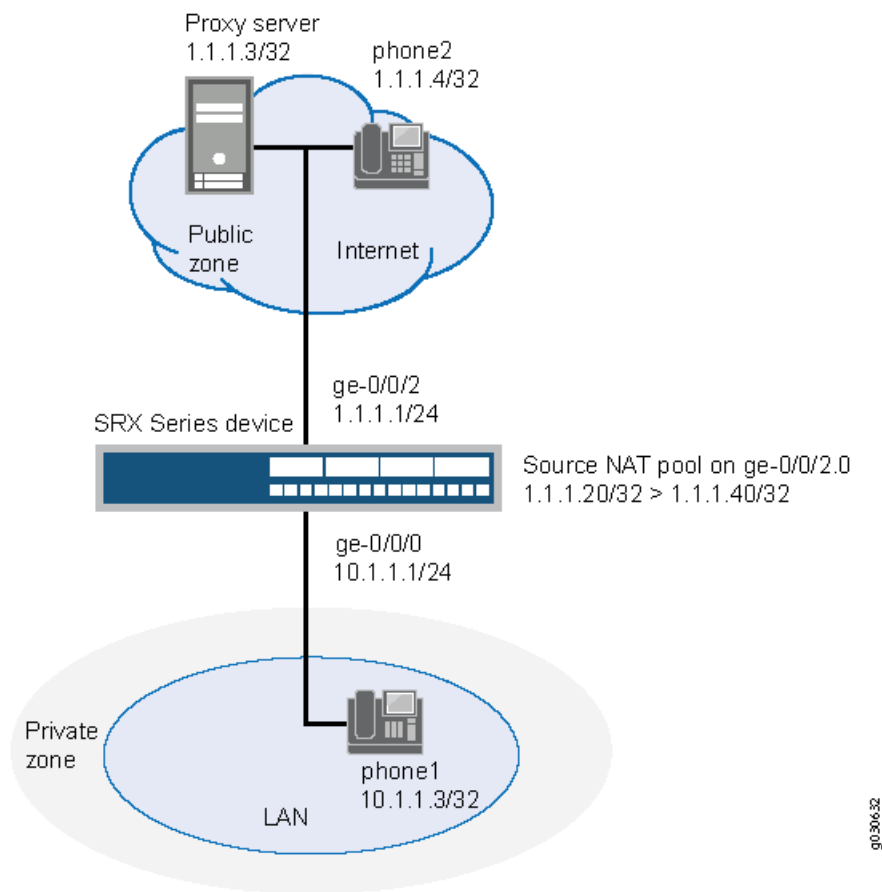 Proxy server
1.1.1.3/32
phone2
1.1.1.4/32
Public
zone
Internet
ge-0/0/2
1.1.1.1/24
SRX Series device
Source NAT pool on ge-0/0/2.0
1.1.1.20/32 > 1.1.1.40/32
ge-0/0/0
10.1.1.1/24
Private
zone
phone1
10.1.1.3/32
LAN
g030632